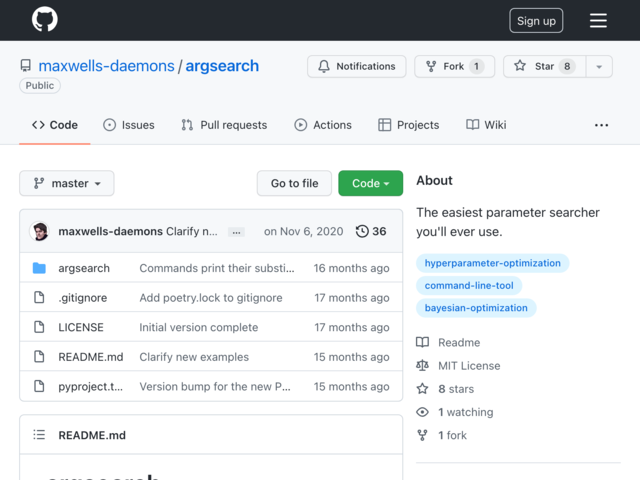 Sign up
maxwells-daemons / argsearch
Public
Notifications
Fork 1
Star 8
Code
Issues
Pull requests
Actions
Projects
Wiki
master
Go to file
Code
maxwells-daemons Clarify n... on Nov 6, 2020 36
argsearch Commands print their substi... 16 months ago
.gitignore Add poetry.lock to gitignore 17 months ago
LICENSE Initial version complete 17 months ago
README.md Clarify new examples 15 months ago
pyproject.t... Version bump for the new P... 15 months ago
README.md
argsearch
About
The easiest parameter searcher
you'll ever use.
hyperparameter-optimization
command-line-tool
bayesian-optimization
Readme
MIT License
8 stars
1 watching
1 fork